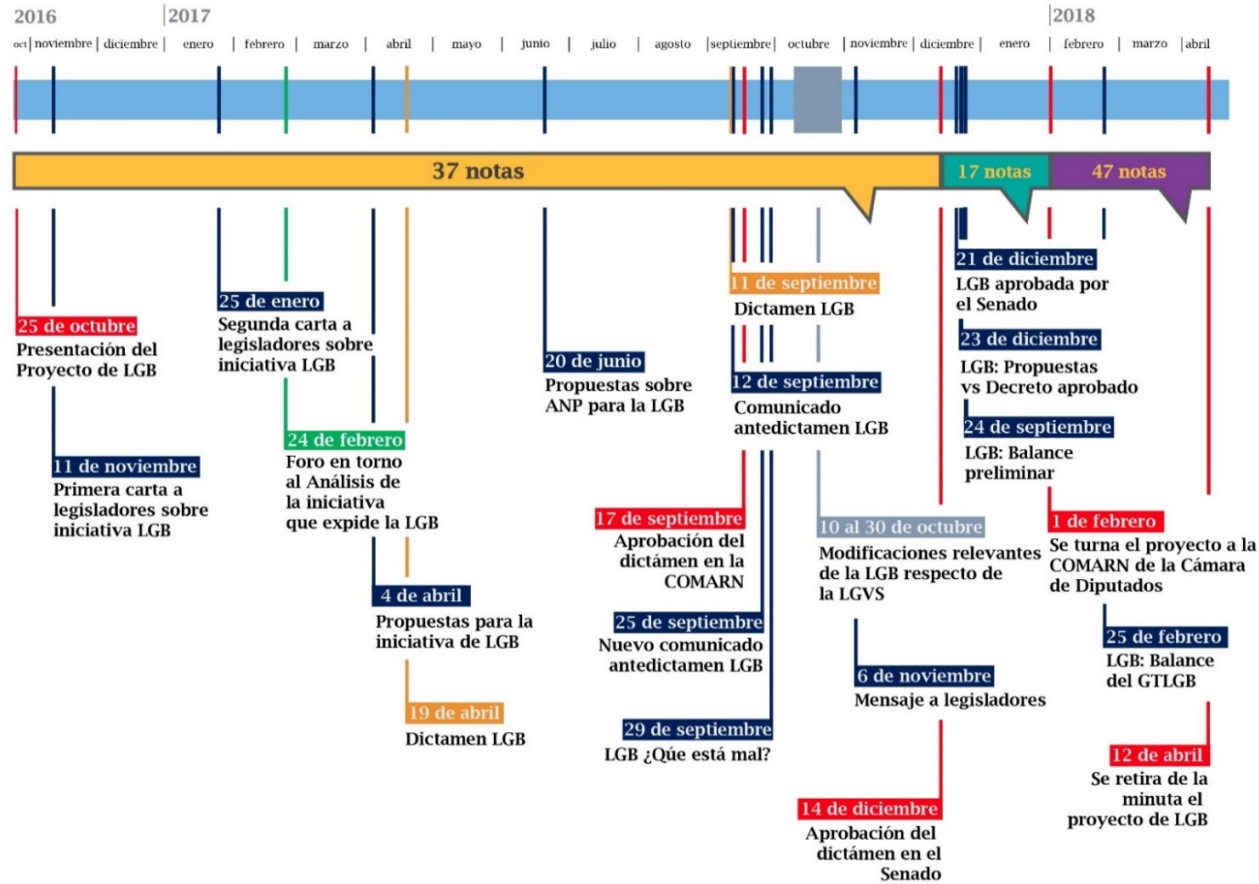 2016
2017
2018
oct
noviembre
diciembre
enero
febrero
marzo
abril
mayo
junio
julio
agosto
septiembre
octubre
noviembre
diciembre
enero
febrero
marzo
abril
37 notas
17 notas
47 notas
25 de octubre
Presentación del
Proyecto de LGB
11 de noviembre
Primera carta a
legisladores sobre
iniciativa LGB
25 de enero
Segunda carta a
legisladores sobre
iniciativa LGB
24 de febrero
Foro en torno
al Análisis de
la iniciativa
que expide la LGB
4 de abril
Propuestas para la
iniciativa de LGB
19 de abril
Dictamen LGB
20 de junio
Propuestas sobre
ANP para la LGB
11 de septiembre
Dictamen LGB
12 de septiembre
Comunicado
antedictamen LGB
17 de septiembre
Aprobación del
dictámen en la
COMARN
25 de septiembre
Nuevo comunicado
antedictamen LGB
29 de septiembre
LGB ¿Qúe está mal?
10 al 30 de octubre
Modificaciones relevantes
de la LGB respecto de
la LGVS
6 de noviembre
Mensaje a legisladores
14 de diciembre
Aprobación del
dictámen en el
Senado
21 de diciembre
LGB aprobada por
el Senado
23 de diciembre
LGB: Propuestas
vs Decreto aprobado
24 de septiembre
LGB: Balance
preliminar
1 de febrero
Se turna el proyecto a la
COMARN de la Cámara
de Diputados
25 de febrero
LGB: Balance
del GTLGB
12 de abril
Se retira de la
minuta el
proyecto de LGB